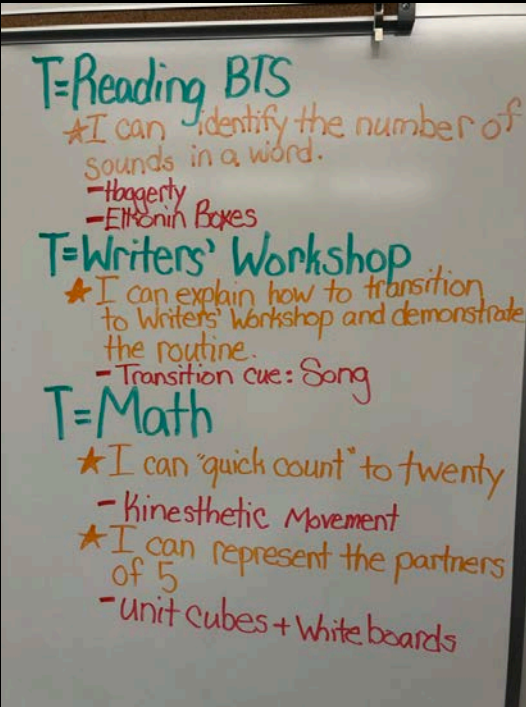 T=Reading BTS
★I can identify the number of
sounds in a word.
-Hbagerty
-Elkonin Boxes
T=Writers' Workshop
★I can explain how to transition
to Writers' Workshop and demonstrate
the routine.
-Transition cue: Song
T=Math
★I can "quick count" to twenty
-Kinesthetic Movement
★I can represent the partners
of 5
-unit cubes + white boards